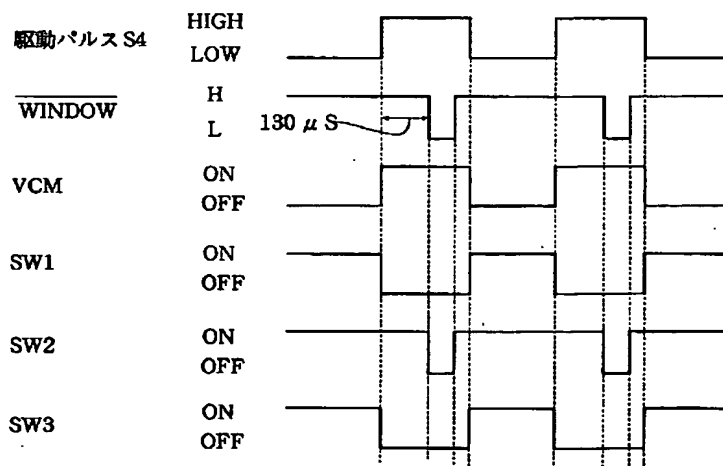 駆動パルス S4
HIGH
LOW
WINDOW
H
L
130 μ S
VCM
ON
OFF
SW1
ON
OFF
SW2
ON
OFF
SW3
ON
OFF